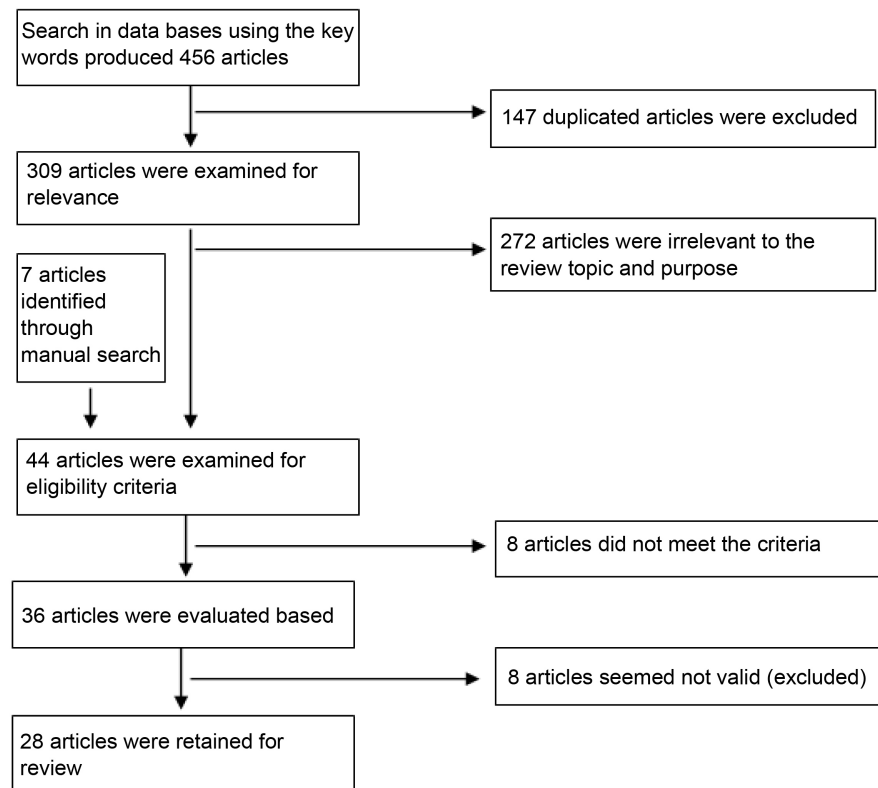 Search in data bases using the key
words produced 456 articles
147 duplicated articles were excluded
309 articles were examined for
relevance
272 articles were irrelevant to the
review topic and purpose
7 articles
identified
through
manual search
44 articles were examined for
eligibility criteria
8 articles did not meet the criteria
36 articles were evaluated based
8 articles seemed not valid (excluded)
28 articles were retained for
review